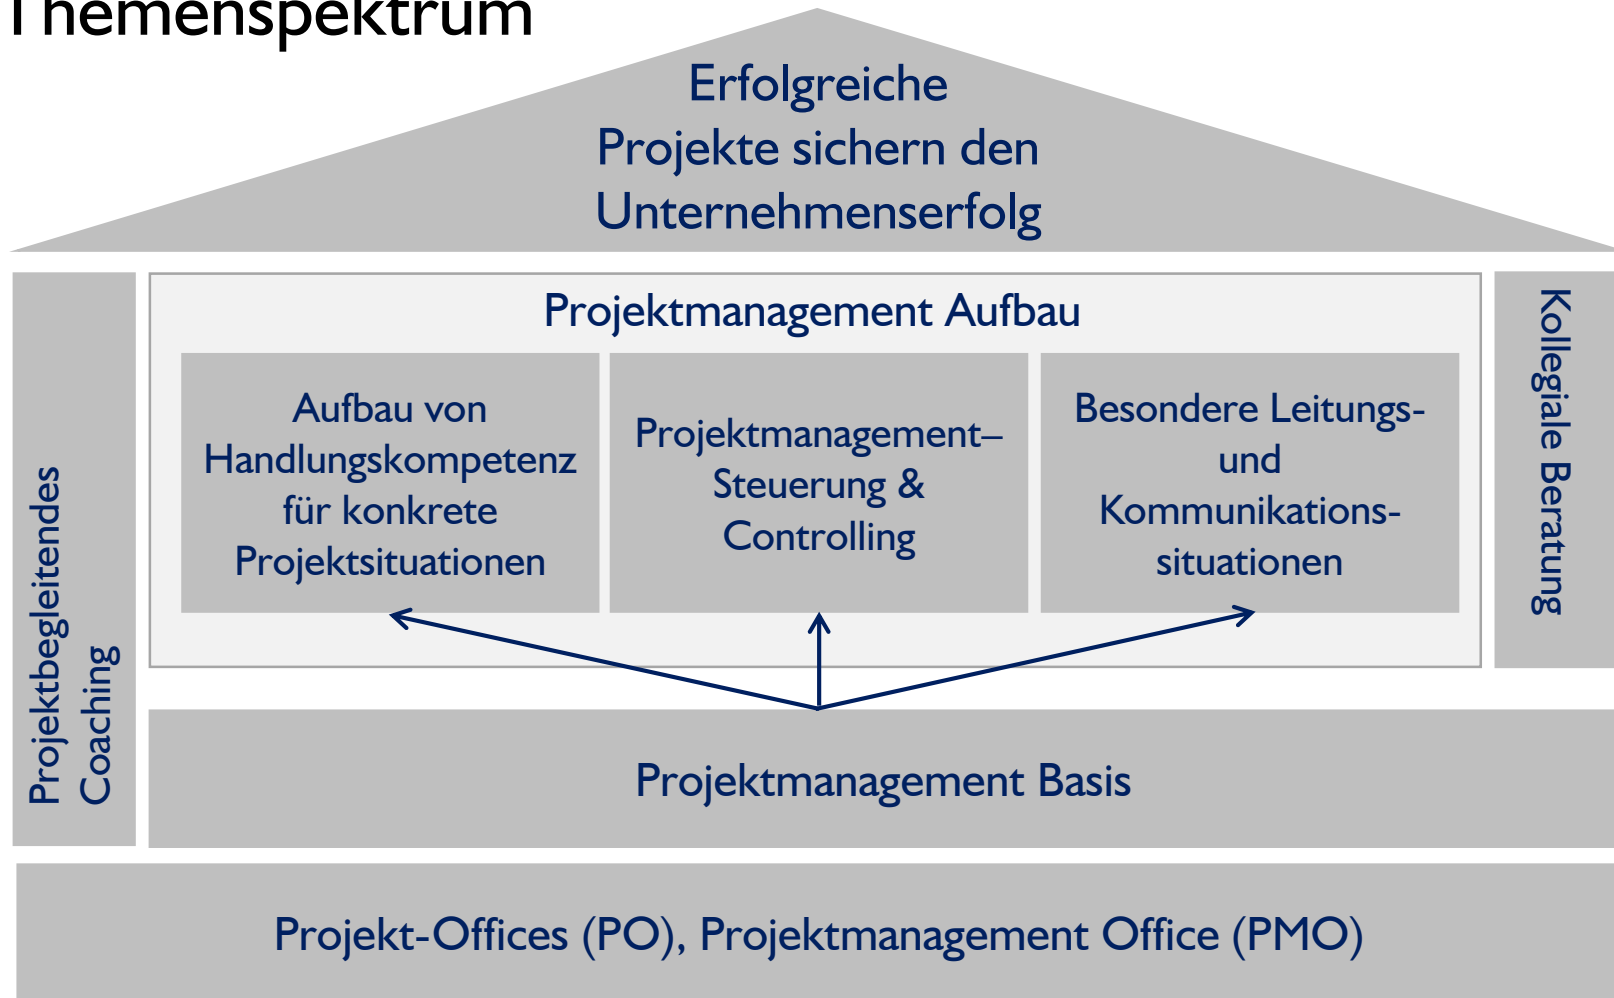 Themenspektrum
Erfolgreiche
Projekte sichern den
Unternehmenserfolg
Projektbegleitendes
Coaching
Projektmanagement Aufbau
Aufbau von
Handlungskompetenz
für konkrete
Projektsituationen
Projektmanagement–
Steuerung &
Controlling
Besondere Leitungs-
und
Kommunikations-
situationen
Kollegiale Beratung
Projektmanagement Basis
Projekt-Offices (PO), Projektmanagement Office (PMO)